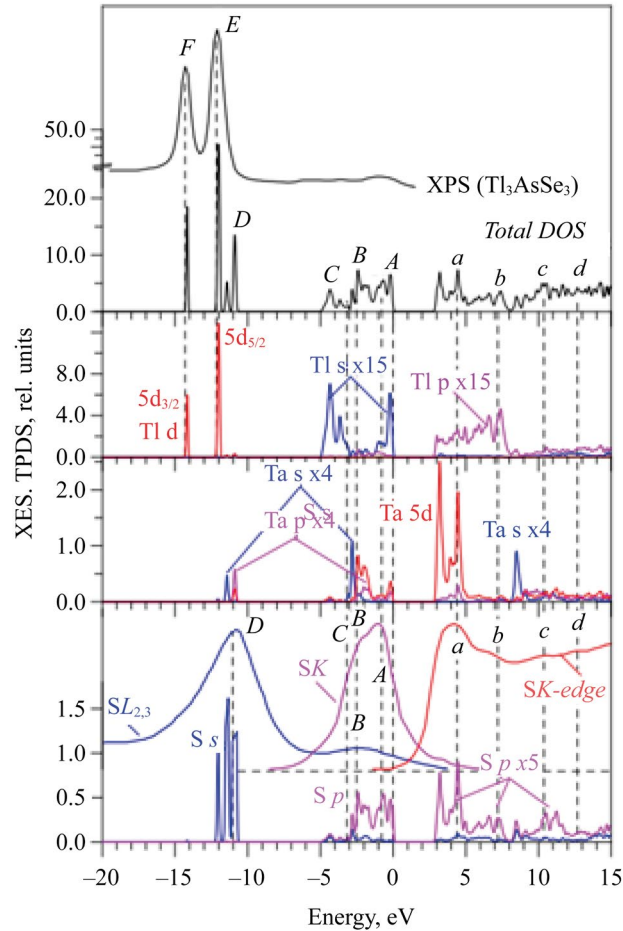 F
E
50.0
XPS (Tl₃AsSe₃)
20.0
D
Total DOS
10.0
C
B
A
a
b
c
d
0.0
XES. TPDS, rel. units
5d₅/₂
8.0
Tl s x15
Tl p x15
5d₃/₂
4.0
Tl d
0.0
Ta s x4
2.0
Ta p x4
S s
Ta 5d
Ta s x4
1.0
0.0
D
C
B
A
a
b
c
d
SK
SK-edge
SL₂,₃
1.5
B
S s
1.0
S p x5
0.5
S p
0.0
−20
−15
−10
−5
0
5
10
15
Energy, eV